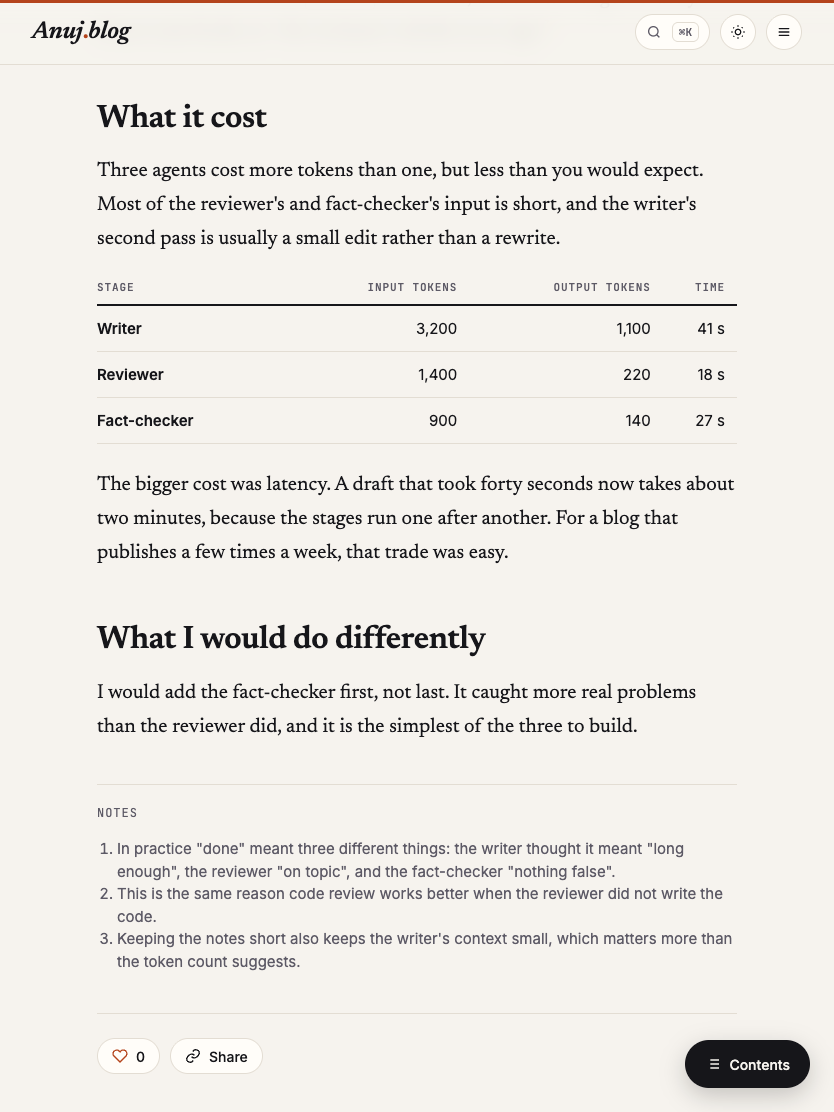 Anuj.blog
⌘K
What it cost
Three agents cost more tokens than one, but less than you would expect.
Most of the reviewer's and fact-checker's input is short, and the writer's
second pass is usually a small edit rather than a rewrite.
STAGE INPUT TOKENS OUTPUT TOKENS TIME
Writer 3,200 1,100 41 s
Reviewer 1,400 220 18 s
Fact-checker 900 140 27 s
The bigger cost was latency. A draft that took forty seconds now takes about
two minutes, because the stages run one after another. For a blog that
publishes a few times a week, that trade was easy.
What I would do differently
I would add the fact-checker first, not last. It caught more real problems
than the reviewer did, and it is the simplest of the three to build.
NOTES
1. In practice "done" meant three different things: the writer thought it meant "long
enough", the reviewer "on topic", and the fact-checker "nothing false".
2. This is the same reason code review works better when the reviewer did not write the
code.
3. Keeping the notes short also keeps the writer's context small, which matters more than
the token count suggests.
0 Share
Contents